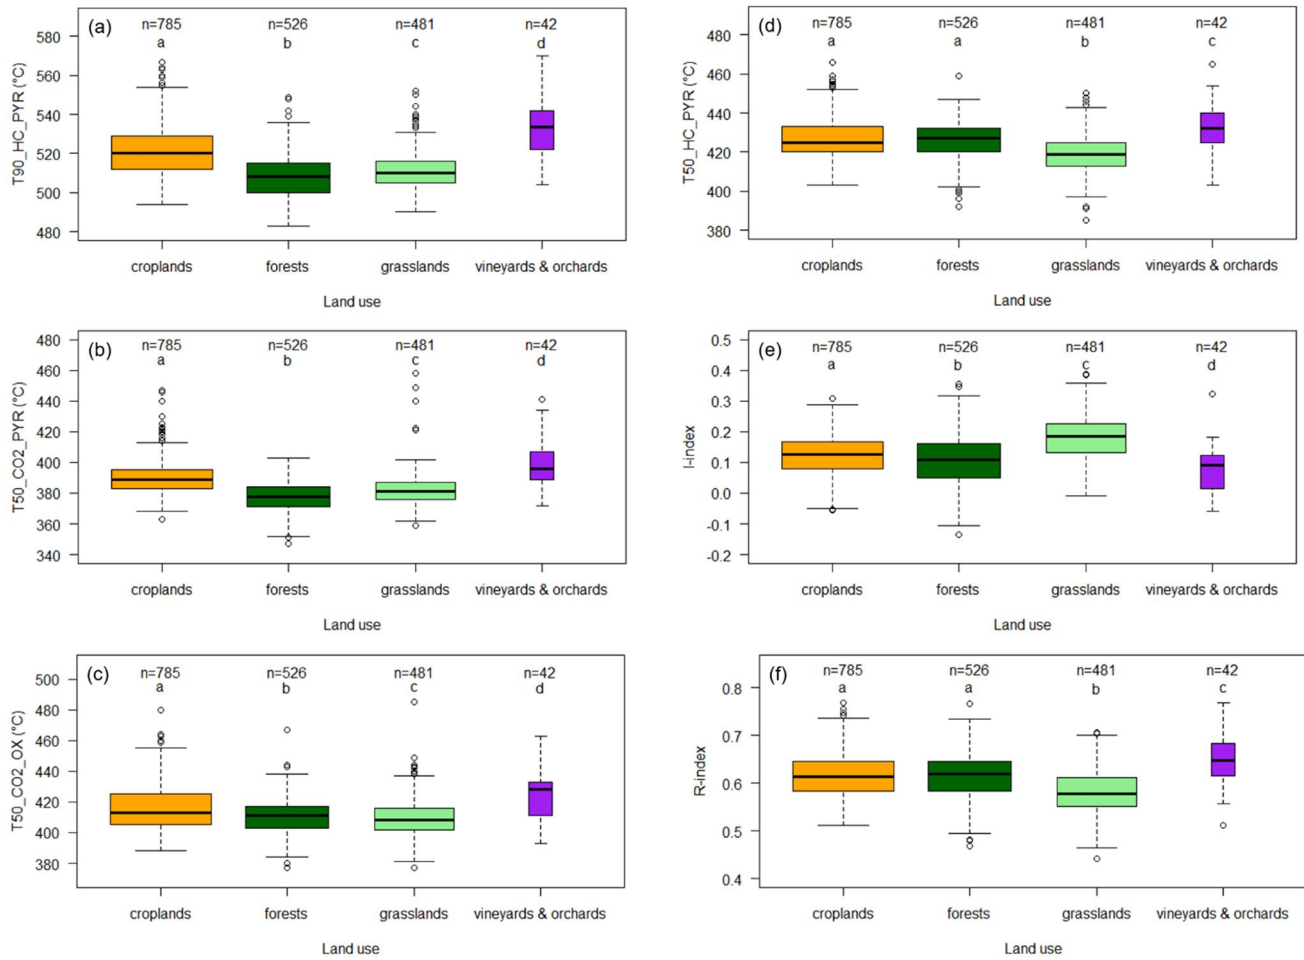 (a)
n=785 n=526 n=481 n=42
a b c d
T90_HC_PYR (°C)
580
560
540
520
500
480
croplands forests grasslands vineyards & orchards
Land use
(d)
n=785 n=526 n=481 n=42
a a b c
T50_HC_PYR (°C)
480
460
440
420
400
380
croplands forests grasslands vineyards & orchards
Land use
(b)
n=785 n=526 n=481 n=42
a b c d
T50_CO2_PYR (°C)
480
460
440
420
400
380
360
340
croplands forests grasslands vineyards & orchards
Land use
(e)
n=785 n=526 n=481 n=42
a b c d
I-index
0.5
0.4
0.3
0.2
0.1
0.0
-0.1
-0.2
croplands forests grasslands vineyards & orchards
Land use
(c)
n=785 n=526 n=481 n=42
a b c d
T50_CO2_OX (°C)
500
480
460
440
420
400
380
croplands forests grasslands vineyards & orchards
Land use
(f)
n=785 n=526 n=481 n=42
a a b c
R-index
0.8
0.7
0.6
0.5
0.4
croplands forests grasslands vineyards & orchards
Land use